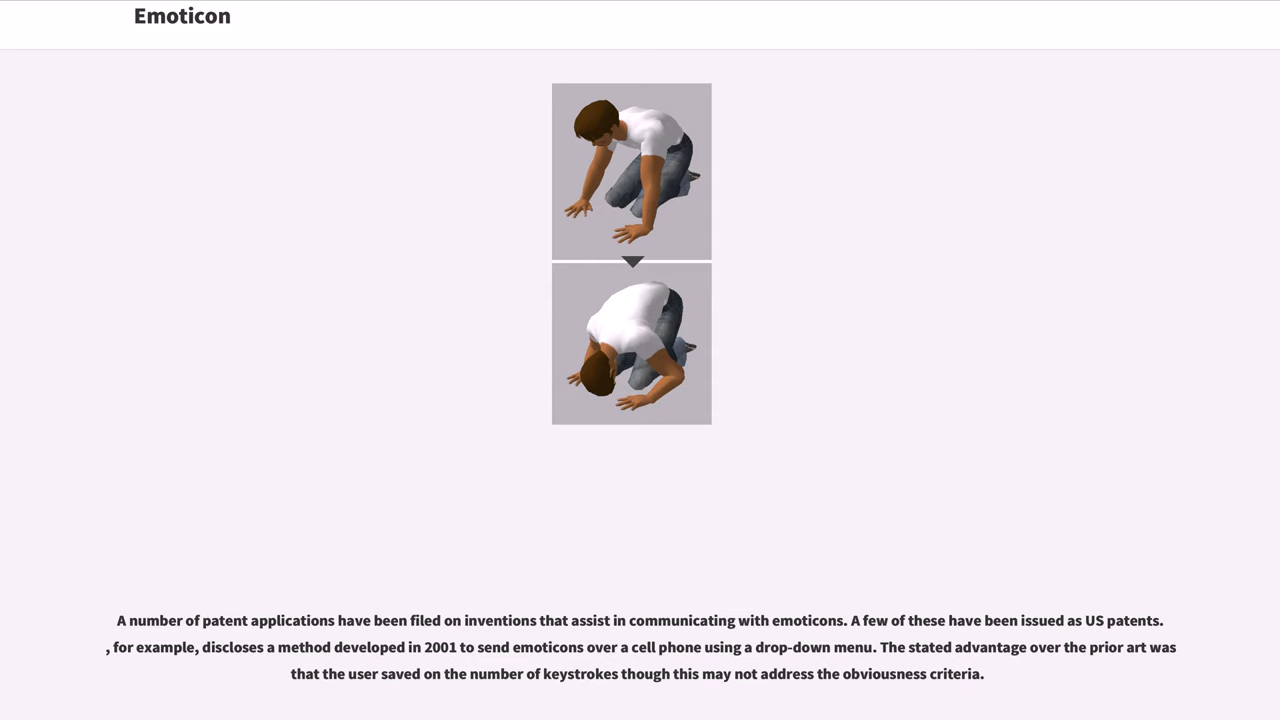 Emoticon
A number of patent applications have been filed on inventions that assist in communicating with emoticons. A few of these have been issued as US patents.
, for example, discloses a method developed in 2001 to send emoticons over a cell phone using a drop-down menu. The stated advantage over the prior art was
that the user saved on the number of keystrokes though this may not address the obviousness criteria.